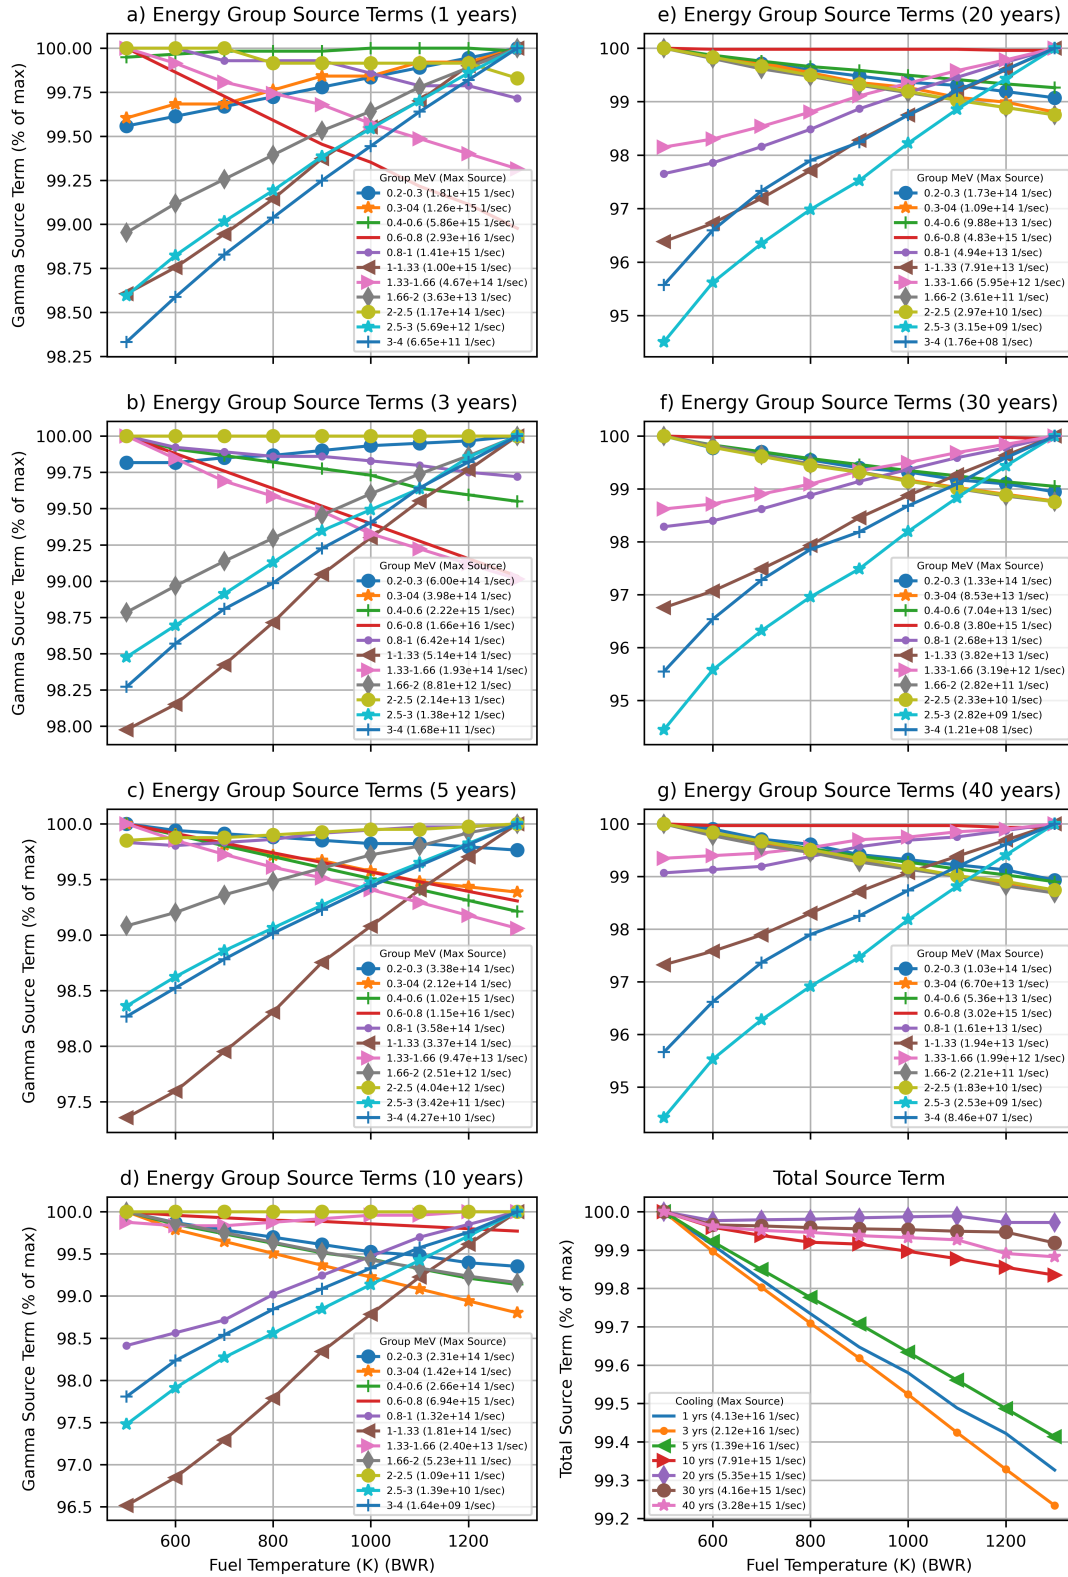 a) Energy Group Source Terms (1 years)
Gamma Source Term (% of max)
100.00
99.75
99.50
99.25
99.00
98.75
98.50
98.25
Group MeV (Max Source)
0.2-0.3 (1.81e+15 1/sec)
0.3-04 (1.26e+15 1/sec)
0.4-0.6 (5.86e+15 1/sec)
0.6-0.8 (2.93e+16 1/sec)
0.8-1 (1.41e+15 1/sec)
1-1.33 (1.00e+15 1/sec)
1.33-1.66 (4.67e+14 1/sec)
1.66-2 (3.63e+13 1/sec)
2-2.5 (1.17e+14 1/sec)
2.5-3 (5.69e+12 1/sec)
3-4 (6.65e+11 1/sec)
e) Energy Group Source Terms (20 years)
100
99
98
97
96
95
Group MeV (Max Source)
0.2-0.3 (1.73e+14 1/sec)
0.3-04 (1.09e+14 1/sec)
0.4-0.6 (9.88e+13 1/sec)
0.6-0.8 (4.83e+15 1/sec)
0.8-1 (4.94e+13 1/sec)
1-1.33 (7.91e+13 1/sec)
1.33-1.66 (5.95e+12 1/sec)
1.66-2 (3.61e+11 1/sec)
2-2.5 (2.97e+10 1/sec)
2.5-3 (3.15e+09 1/sec)
3-4 (1.76e+08 1/sec)
b) Energy Group Source Terms (3 years)
Gamma Source Term (% of max)
100.00
99.75
99.50
99.25
99.00
98.75
98.50
98.25
98.00
Group MeV (Max Source)
0.2-0.3 (6.00e+14 1/sec)
0.3-04 (3.98e+14 1/sec)
0.4-0.6 (2.22e+15 1/sec)
0.6-0.8 (1.66e+16 1/sec)
0.8-1 (6.42e+14 1/sec)
1-1.33 (5.14e+14 1/sec)
1.33-1.66 (1.93e+14 1/sec)
1.66-2 (8.81e+12 1/sec)
2-2.5 (2.14e+13 1/sec)
2.5-3 (1.38e+12 1/sec)
3-4 (1.68e+11 1/sec)
f) Energy Group Source Terms (30 years)
100
99
98
97
96
95
Group MeV (Max Source)
0.2-0.3 (1.33e+14 1/sec)
0.3-04 (8.53e+13 1/sec)
0.4-0.6 (7.04e+13 1/sec)
0.6-0.8 (3.80e+15 1/sec)
0.8-1 (2.68e+13 1/sec)
1-1.33 (3.82e+13 1/sec)
1.33-1.66 (3.19e+12 1/sec)
1.66-2 (2.82e+11 1/sec)
2-2.5 (2.33e+10 1/sec)
2.5-3 (2.82e+09 1/sec)
3-4 (1.21e+08 1/sec)
c) Energy Group Source Terms (5 years)
Gamma Source Term (% of max)
100.0
99.5
99.0
98.5
98.0
97.5
Group MeV (Max Source)
0.2-0.3 (3.38e+14 1/sec)
0.3-04 (2.12e+14 1/sec)
0.4-0.6 (1.02e+15 1/sec)
0.6-0.8 (1.15e+16 1/sec)
0.8-1 (3.58e+14 1/sec)
1-1.33 (3.37e+14 1/sec)
1.33-1.66 (9.47e+13 1/sec)
1.66-2 (2.51e+12 1/sec)
2-2.5 (4.04e+12 1/sec)
2.5-3 (3.42e+11 1/sec)
3-4 (4.27e+10 1/sec)
g) Energy Group Source Terms (40 years)
100
99
98
97
96
95
Group MeV (Max Source)
0.2-0.3 (1.03e+14 1/sec)
0.3-04 (6.70e+13 1/sec)
0.4-0.6 (5.36e+13 1/sec)
0.6-0.8 (3.02e+15 1/sec)
0.8-1 (1.61e+13 1/sec)
1-1.33 (1.94e+13 1/sec)
1.33-1.66 (1.99e+12 1/sec)
1.66-2 (2.21e+11 1/sec)
2-2.5 (1.83e+10 1/sec)
2.5-3 (2.53e+09 1/sec)
3-4 (8.46e+07 1/sec)
d) Energy Group Source Terms (10 years)
Gamma Source Term (% of max)
100.0
99.5
99.0
98.5
98.0
97.5
97.0
96.5
Group MeV (Max Source)
0.2-0.3 (2.31e+14 1/sec)
0.3-04 (1.42e+14 1/sec)
0.4-0.6 (2.66e+14 1/sec)
0.6-0.8 (6.94e+15 1/sec)
0.8-1 (1.32e+14 1/sec)
1-1.33 (1.81e+14 1/sec)
1.33-1.66 (2.40e+13 1/sec)
1.66-2 (5.23e+11 1/sec)
2-2.5 (1.09e+11 1/sec)
2.5-3 (1.39e+10 1/sec)
3-4 (1.64e+09 1/sec)
600 800 1000 1200
Fuel Temperature (K) (BWR)
Total Source Term
Total Source Term (% of max)
100.0
99.9
99.8
99.7
99.6
99.5
99.4
99.3
99.2
Cooling (Max Source)
1 yrs (4.13e+16 1/sec)
3 yrs (2.12e+16 1/sec)
5 yrs (1.39e+16 1/sec)
10 yrs (7.91e+15 1/sec)
20 yrs (5.35e+15 1/sec)
30 yrs (4.16e+15 1/sec)
40 yrs (3.28e+15 1/sec)
600 800 1000 1200
Fuel Temperature (K) (BWR)